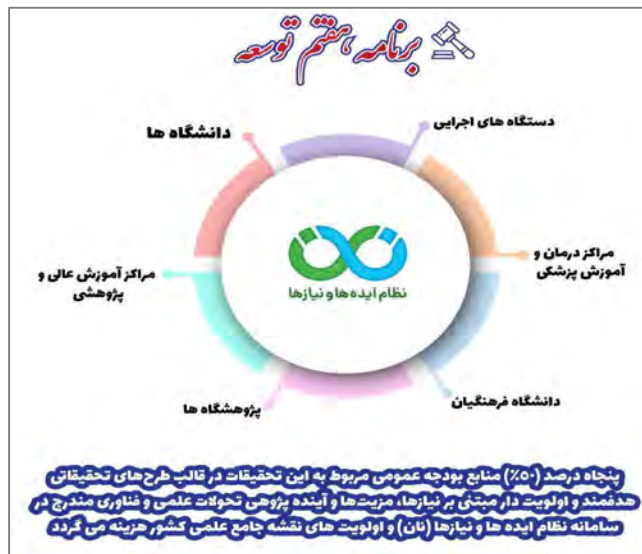 برنامه هفتم توسعه
دستگاه های اجرایی
دانشگاه ها
مراکز درمان و
آموزش پزشکی
مراکز آموزش عالی و
پژوهشی
نظام ایده‌ها و نیازها
دانشگاه فرهنگیان
پژوهشگاه ها
پنجاه درصد (۵۰٪) منابع بودجه عمومی مربوط به این تحقیقات در قالب طرح‌های تحقیقاتی
هدفمند و اولویت دار مبتنی بر نیازها، مزیت‌ها و آینده پژوهی تحولات علمی و فناوری مندرج در
سامانه نظام ایده ها و نیازها (نان) و اولویت های نقشه جامع علمی کشور هزینه می گردد